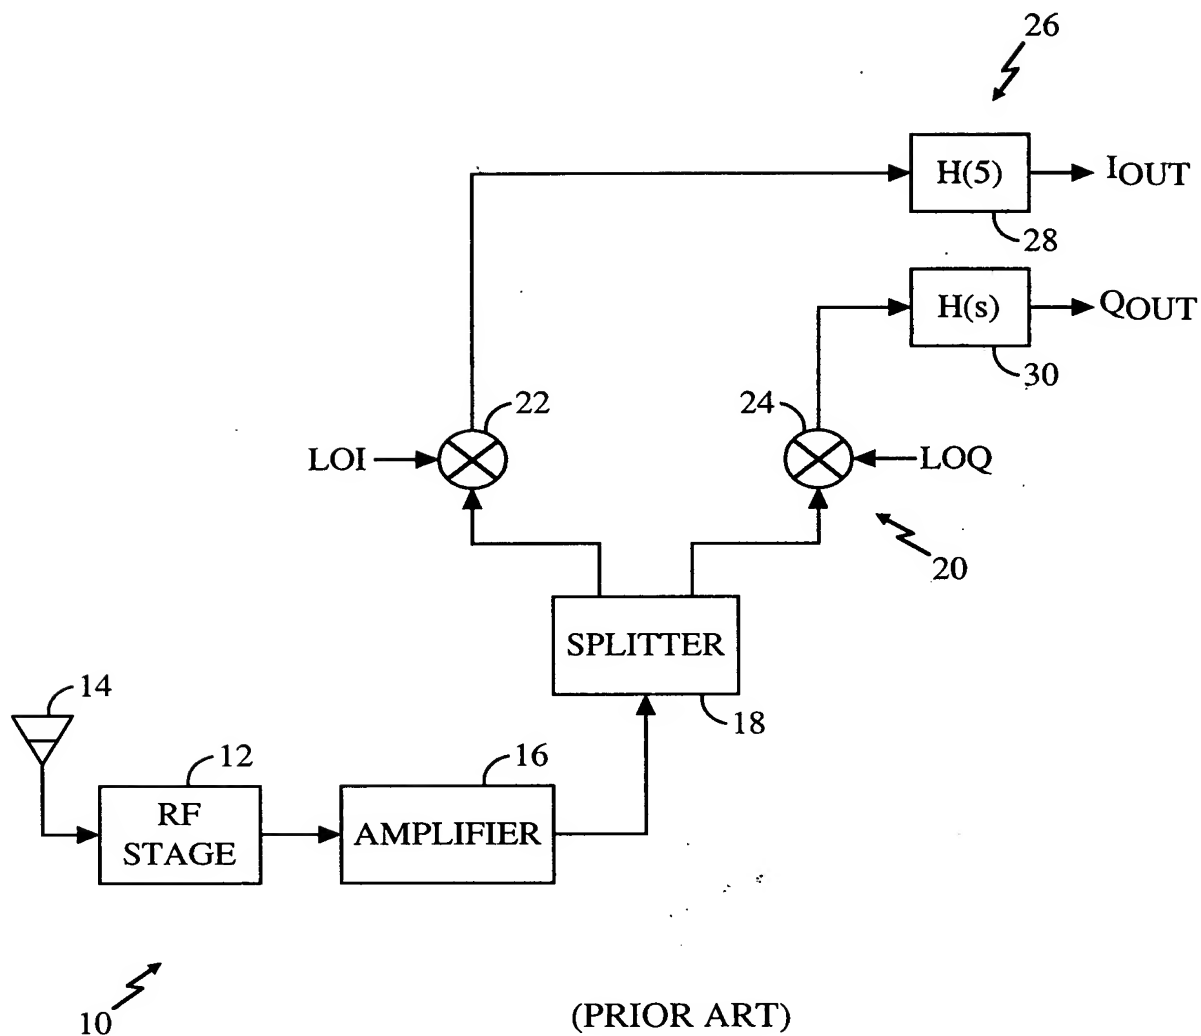 26
H(5)
IOUT
28
H(s)
QOUT
30
22
24
LOI
LOQ
20
SPLITTER
18
14
12
16
RF
STAGE
AMPLIFIER
10
(PRIOR ART)